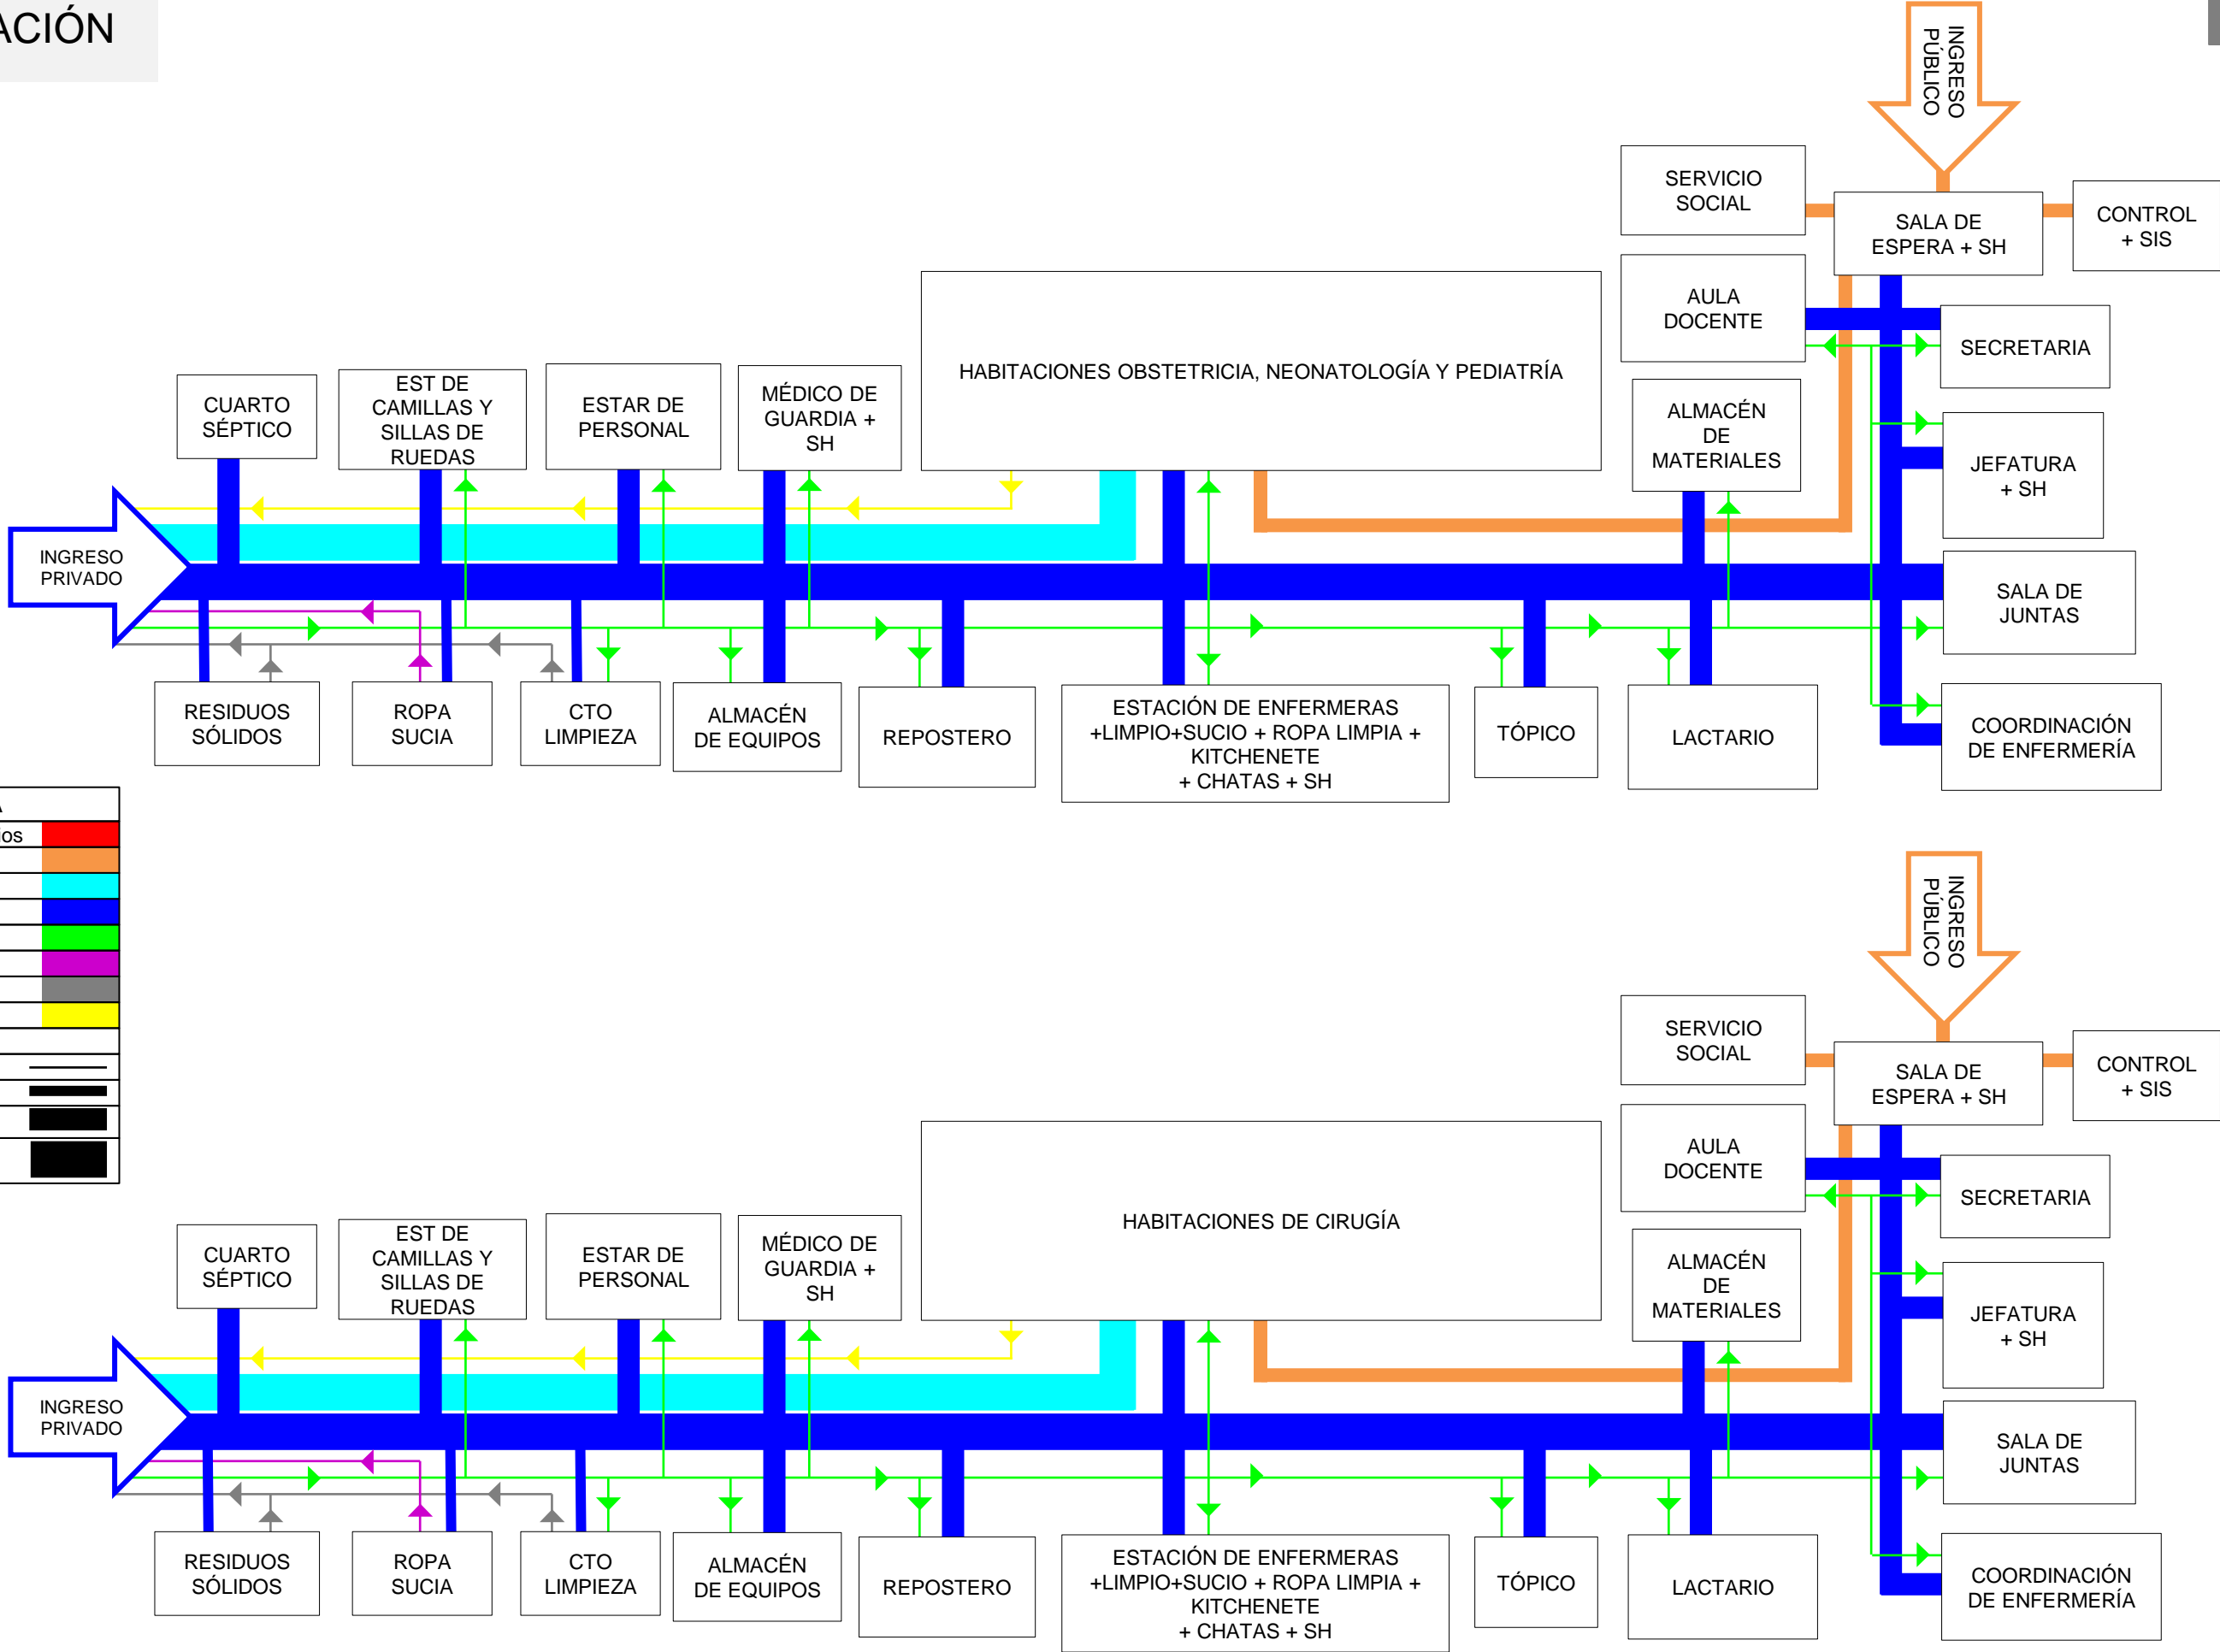 ACIÓN
INGRESO
PÚBLICO
SERVICIO
SOCIAL
SALA DE
ESPERA + SH
CONTROL
+ SIS
AULA
DOCENTE
SECRETARIA
HABITACIONES OBSTETRICIA, NEONATOLOGÍA Y PEDIATRÍA
CUARTO
SÉPTICO
EST DE
CAMILLAS Y
SILLAS DE
RUEDAS
ESTAR DE
PERSONAL
MÉDICO DE
GUARDIA +
SH
ALMACÉN
DE
MATERIALES
JEFATURA
+ SH
INGRESO
PRIVADO
SALA DE
JUNTAS
RESIDUOS
SÓLIDOS
ROPA
SUCIA
CTO
LIMPIEZA
ALMACÉN
DE EQUIPOS
REPOSTERO
ESTACIÓN DE ENFERMERAS
+LIMPIO+SUCIO + ROPA LIMPIA +
KITCHENETE
+ CHATAS + SH
TÓPICO
LACTARIO
COORDINACIÓN
DE ENFERMERÍA
A
ios
INGRESO
PÚBLICO
SERVICIO
SOCIAL
SALA DE
ESPERA + SH
CONTROL
+ SIS
AULA
DOCENTE
SECRETARIA
HABITACIONES DE CIRUGÍA
CUARTO
SÉPTICO
EST DE
CAMILLAS Y
SILLAS DE
RUEDAS
ESTAR DE
PERSONAL
MÉDICO DE
GUARDIA +
SH
ALMACÉN
DE
MATERIALES
JEFATURA
+ SH
INGRESO
PRIVADO
SALA DE
JUNTAS
RESIDUOS
SÓLIDOS
ROPA
SUCIA
CTO
LIMPIEZA
ALMACÉN
DE EQUIPOS
REPOSTERO
ESTACIÓN DE ENFERMERAS
+LIMPIO+SUCIO + ROPA LIMPIA +
KITCHENETE
+ CHATAS + SH
TÓPICO
LACTARIO
COORDINACIÓN
DE ENFERMERÍA